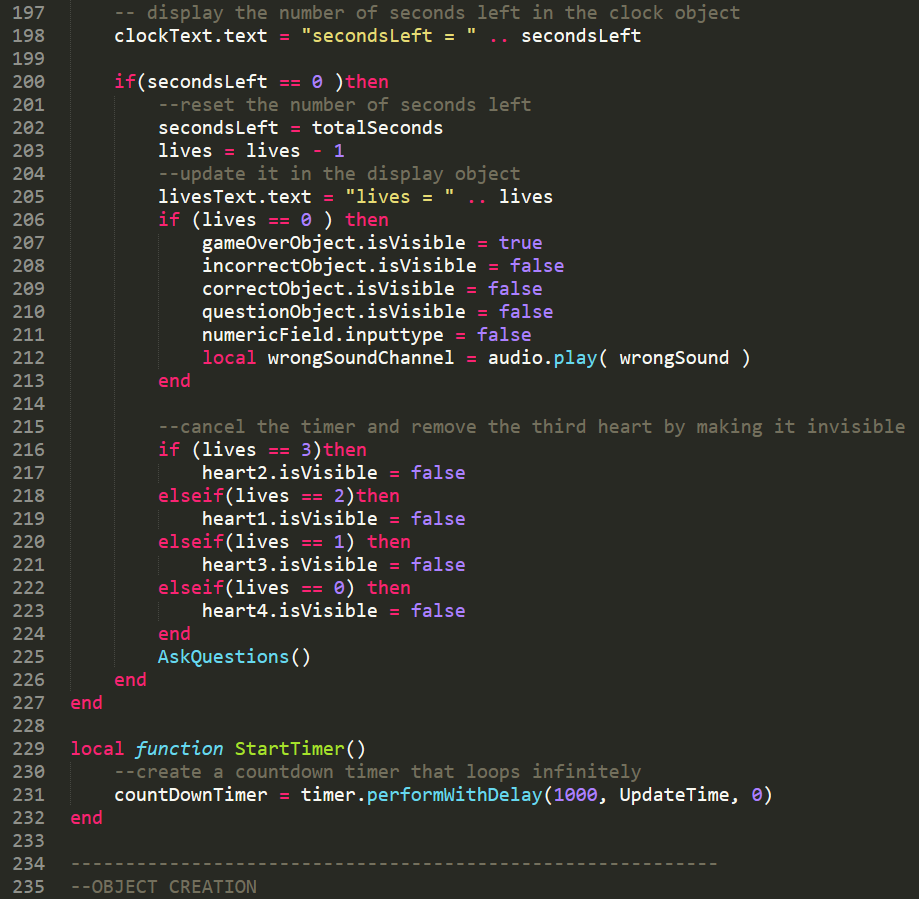 197     -- display the number of seconds left in the clock object
198     clockText.text = "secondsLeft = " .. secondsLeft
199
200     if(secondsLeft == 0 )then
201         --reset the number of seconds left
202         secondsLeft = totalSeconds
203         lives = lives - 1
204         --update it in the display object
205         livesText.text = "lives = " .. lives
206         if (lives == 0 ) then
207             gameOverObject.isVisible = true
208             incorrectObject.isVisible = false
209             correctObject.isVisible = false
210             questionObject.isVisible = false
211             numericField.inputtype = false
212             local wrongSoundChannel = audio.play( wrongSound )
213         end
214
215         --cancel the timer and remove the third heart by making it invisible
216         if (lives == 3)then
217             heart2.isVisible = false
218         elseif(lives == 2)then
219             heart1.isVisible = false
220         elseif(lives == 1) then
221             heart3.isVisible = false
222         elseif(lives == 0) then
223             heart4.isVisible = false
224         end
225         AskQuestions()
226     end
227 end
228
229 local function StartTimer()
230     --create a countdown timer that loops infinitely
231     countDownTimer = timer.performWithDelay(1000, UpdateTime, 0)
232 end
233
234 -----------------------------------------------------------
235 --OBJECT CREATION